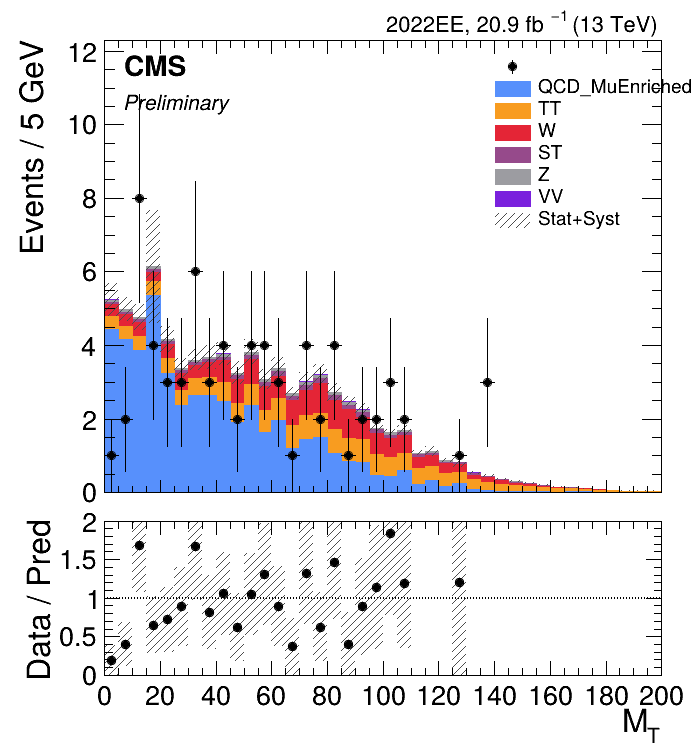 2022EE, 20.9 fb ⁻¹ (13 TeV)
CMS
Preliminary
QCD_MuEnriched
TT
W
ST
Z
VV
Stat+Syst
Events / 5 GeV
12
10
8
6
4
2
0
Data / Pred
2
1.5
1
0.5
0
0 20 40 60 80 100 120 140 160 180 200
M_T